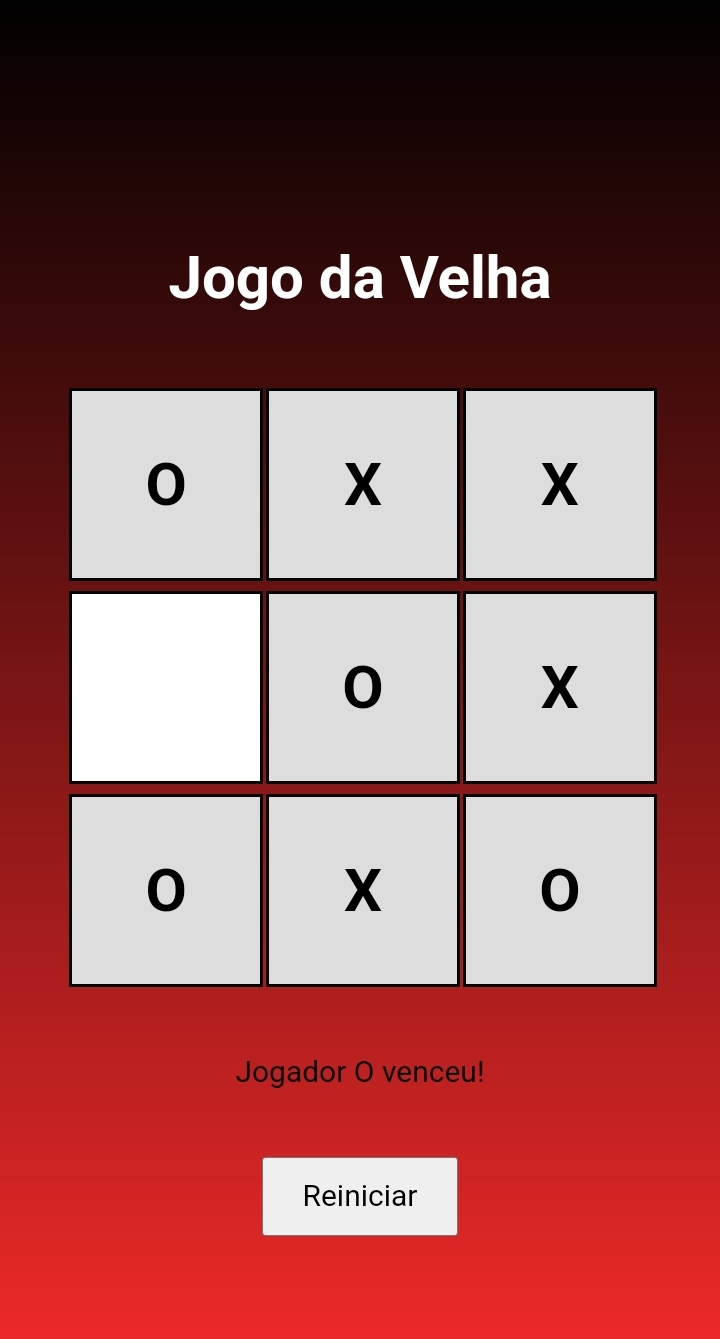 Jogo da Velha
O X X
O X
O X O
Jogador O venceu!
Reiniciar